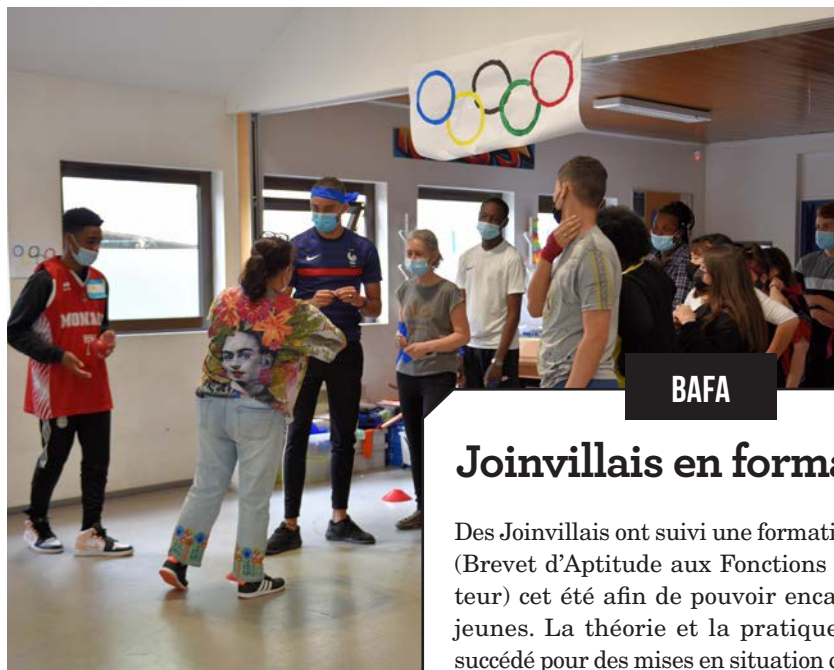 MONA
BAFA
Joinvillais en forma
Des Joinvillais ont suivi une formati
(Brevet d'Aptitude aux Fonctions
teur) cet été afin de pouvoir enca
jeunes. La théorie et la pratique
succédé pour des mises en situation